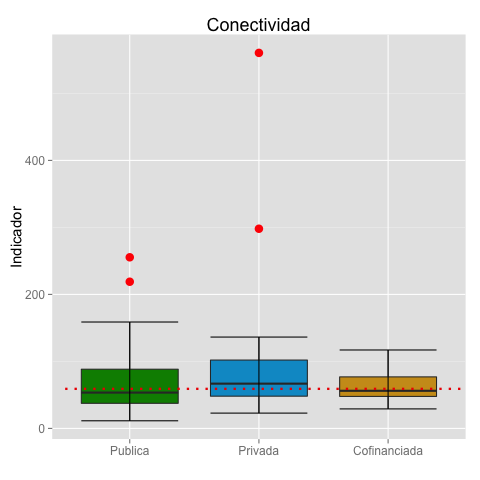 Conectividad
Indicador
400
200
0
Publica
Privada
Cofinanciada